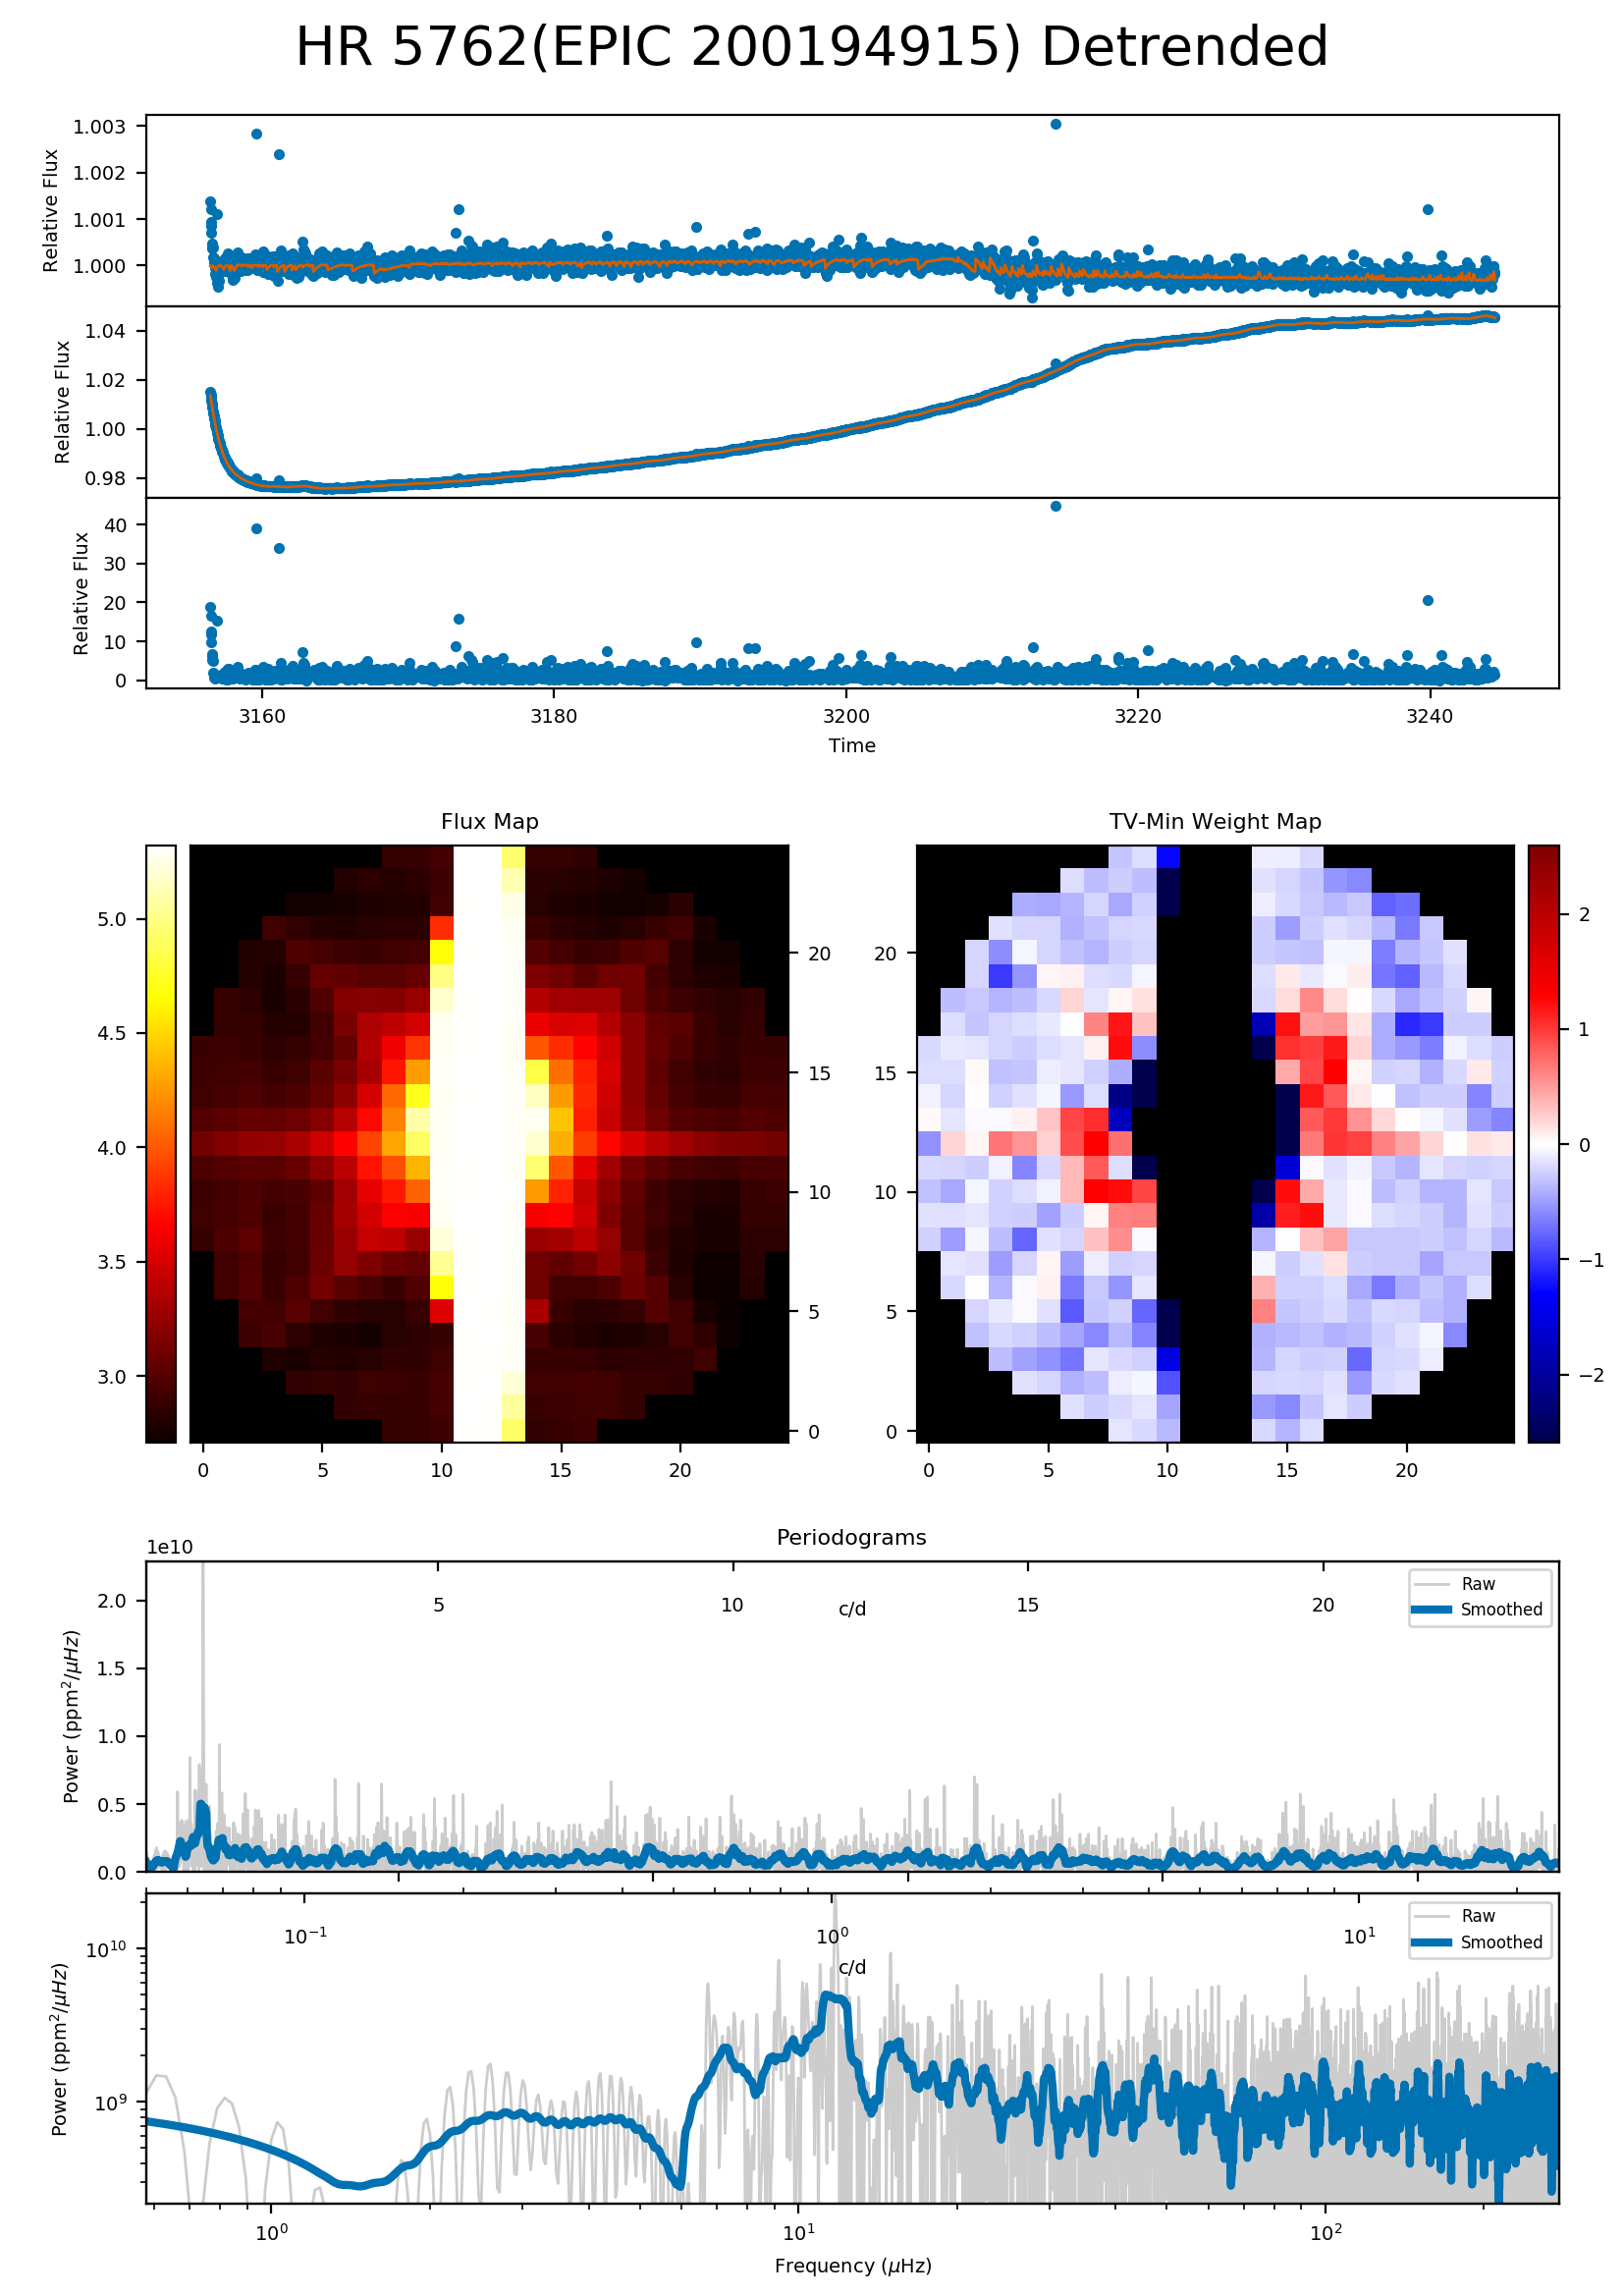 HR 5762(EPIC 200194915) Detrended
1.003
1.002
1.001
1.000
Relative Flux
1.04
1.02
1.00
0.98
Relative Flux
40
30
20
10
0
Relative Flux
3160 3180 3200 3220 3240
Time
Flux Map
TV-Min Weight Map
5.0
4.5
4.0
3.5
3.0
20
15
10
5
0
0 5 10 15 20
20
15
10
5
0
0 5 10 15 20
2
1
0
−1
−2
Periodograms
1e10
2.0
1.5
1.0
0.5
0.0
Power (ppm²/μHz)
5 10 15 20
c/d
Raw
Smoothed
10¹⁰
10⁹
Power (ppm²/μHz)
10⁻¹ 10⁰ 10¹
c/d
Raw
Smoothed
10⁰ 10¹ 10²
Frequency (μHz)